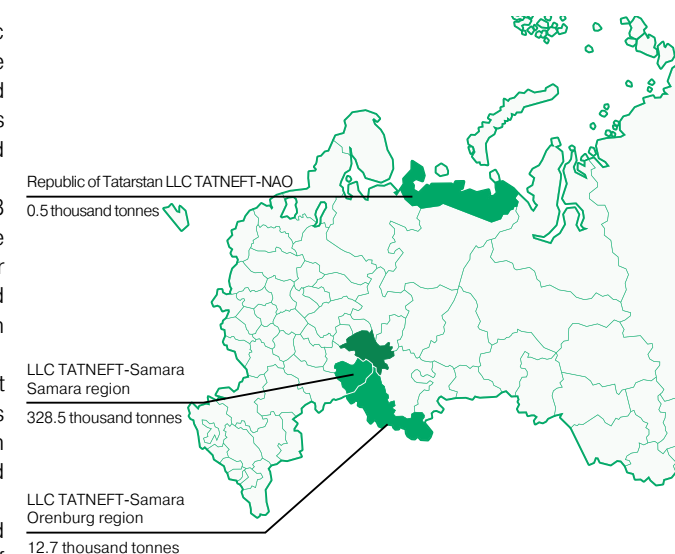 c
e
d
s
d
Republic of Tatarstan LLC TATNEFT-NAO
0.5 thousand tonnes
3
e
r
d
n
LLC TATNEFT-Samara
Samara region
328.5 thousand tonnes
t
s
n
d
LLC TATNEFT-Samara
Orenburg region
12.7 thousand tonnes
d
f